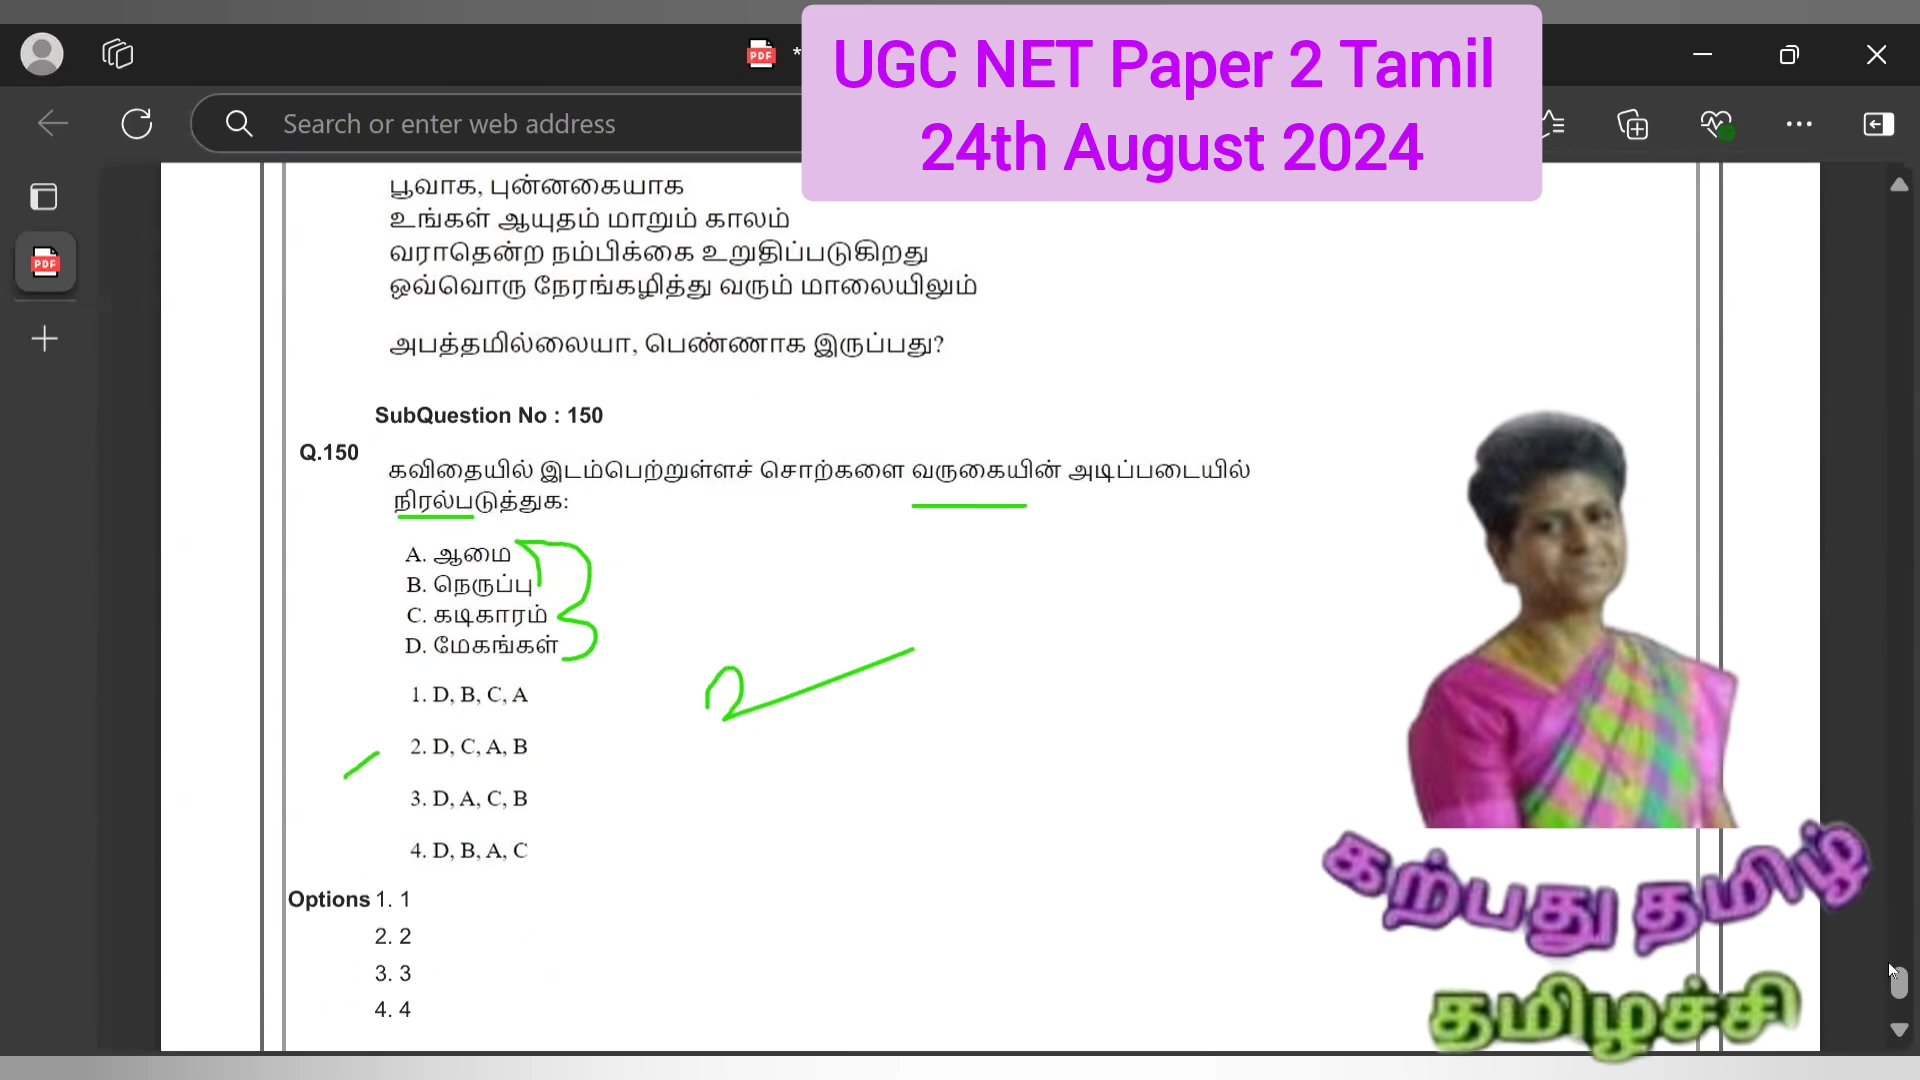 UGC NET Paper 2 Tamil
24th August 2024
PDF
*
Search or enter web address
PDF
பூவாக, புன்னகையாக
உங்கள் ஆயுதம் மாறும் காலம்
வராதென்ற நம்பிக்கை உறுதிப்படுகிறது
ஒவ்வொரு நேரங்கழித்து வரும் மாலையிலும்
அபத்தமில்லையா, பெண்ணாக இருப்பது?
SubQuestion No : 150
Q.150
கவிதையில் இடம்பெற்றுள்ளச் சொற்களை வருகையின் அடிப்படையில்
நிரல்படுத்துக:
A. ஆமை
B. நெருப்பு
C. கடிகாரம்
D. மேகங்கள்
2
1. D, B, C, A
2. D, C, A, B
3. D, A, C, B
4. D, B, A, C
Options 1. 1
2. 2
3. 3
4. 4
கற்பது தமிழ்
தமிழச்சி